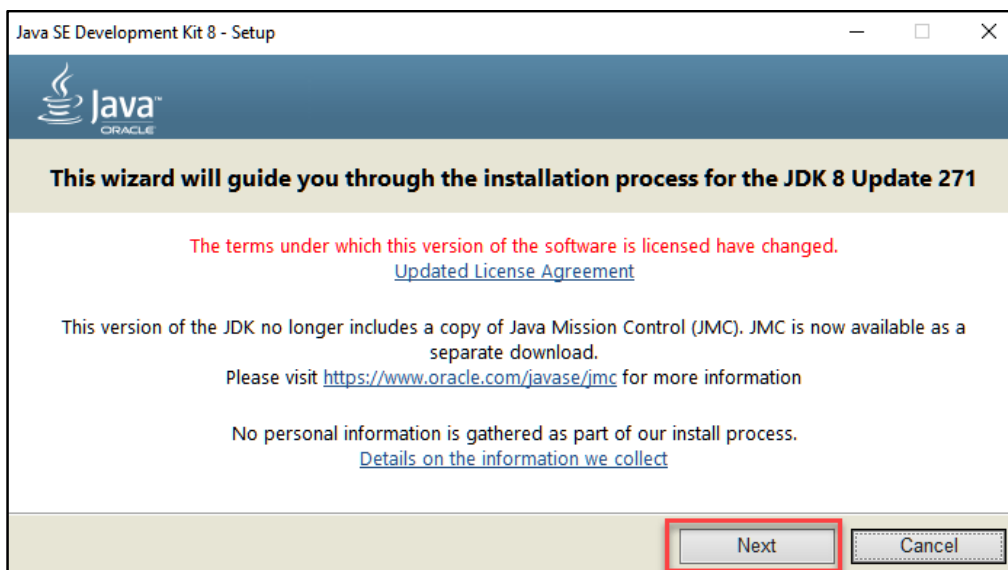 Java SE Development Kit 8 - Setup
Java™
ORACLE
This wizard will guide you through the installation process for the JDK 8 Update 271
The terms under which this version of the software is licensed have changed.
Updated License Agreement
This version of the JDK no longer includes a copy of Java Mission Control (JMC). JMC is now available as a
separate download.
Please visit https://www.oracle.com/javase/jmc for more information
No personal information is gathered as part of our install process.
Details on the information we collect
Next Cancel